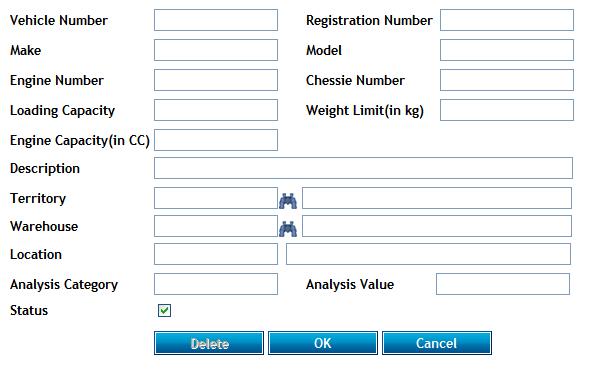 Vehicle Number Registration Number
Make Model
Engine Number Chessie Number
Loading Capacity Weight Limit(in kg)
Engine Capacity(in CC)
Description
Territory
Warehouse
Location
Analysis Category Analysis Value
Status
Delete OK Cancel